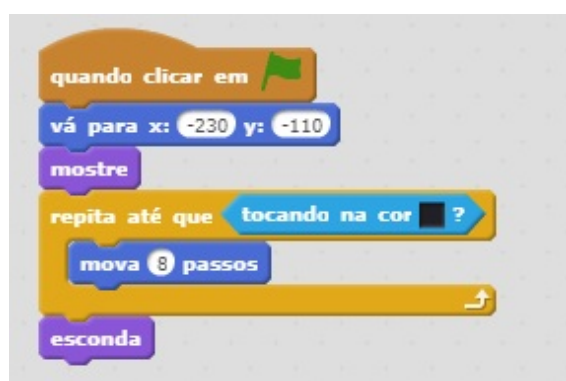 quando clicar em
vá para x: -230 y: -110
mostre
repita até que tocando na cor ?
mova 8 passos
esconda